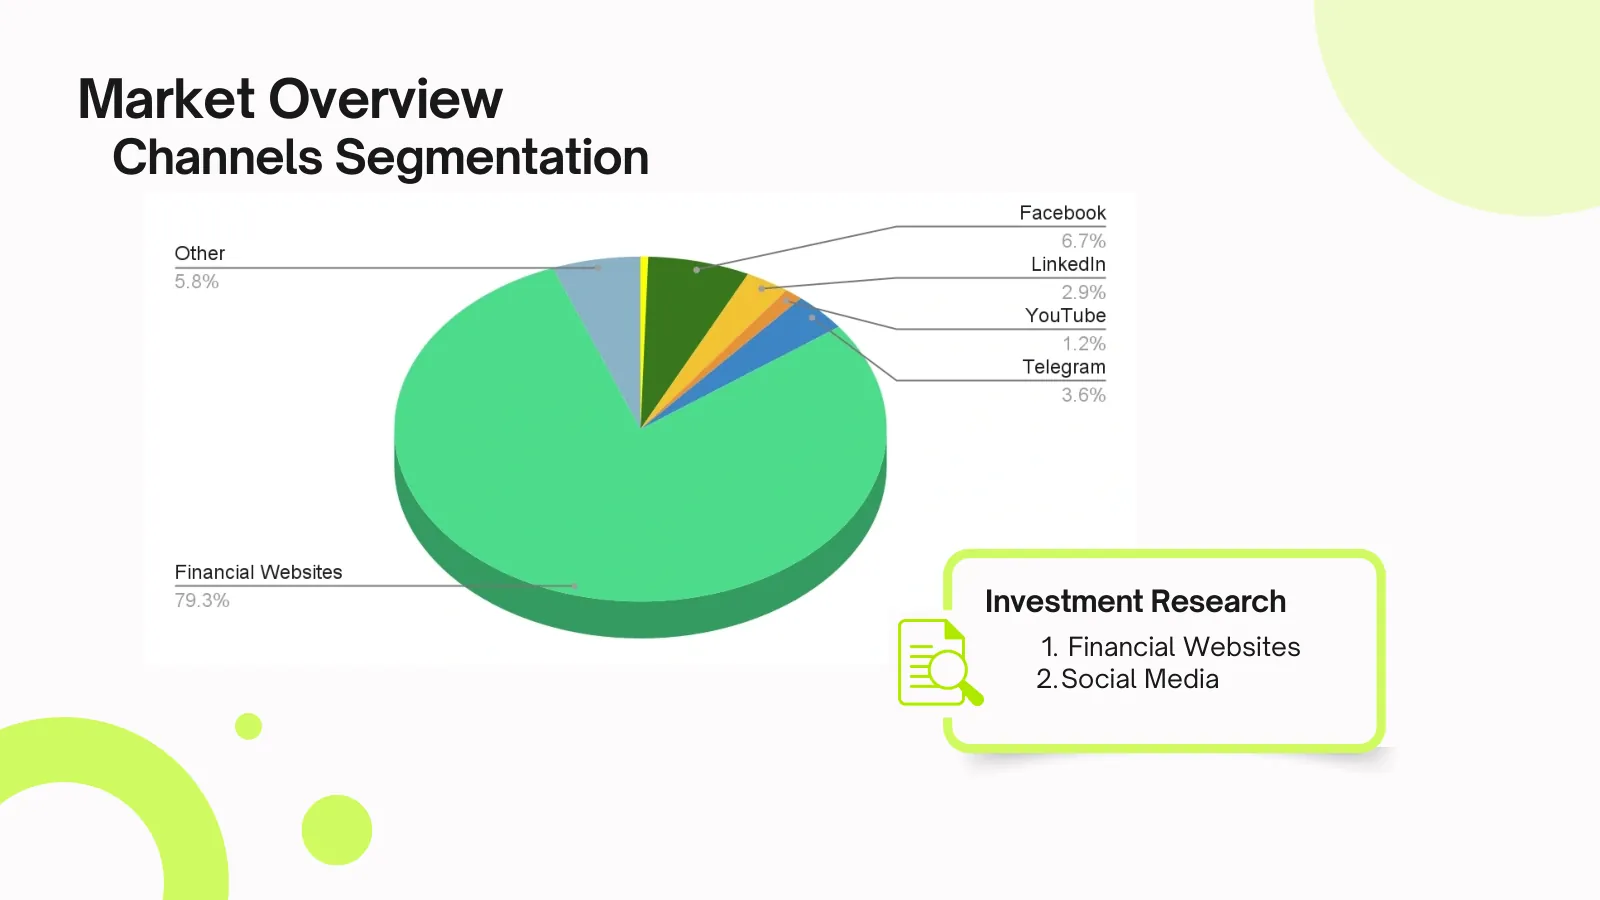 Market Overview
Channels Segmentation
Other
5.8%
Financial Websites
79.3%
Facebook
6.7%
LinkedIn
2.9%
YouTube
1.2%
Telegram
3.6%
Investment Research
1. Financial Websites
2. Social Media